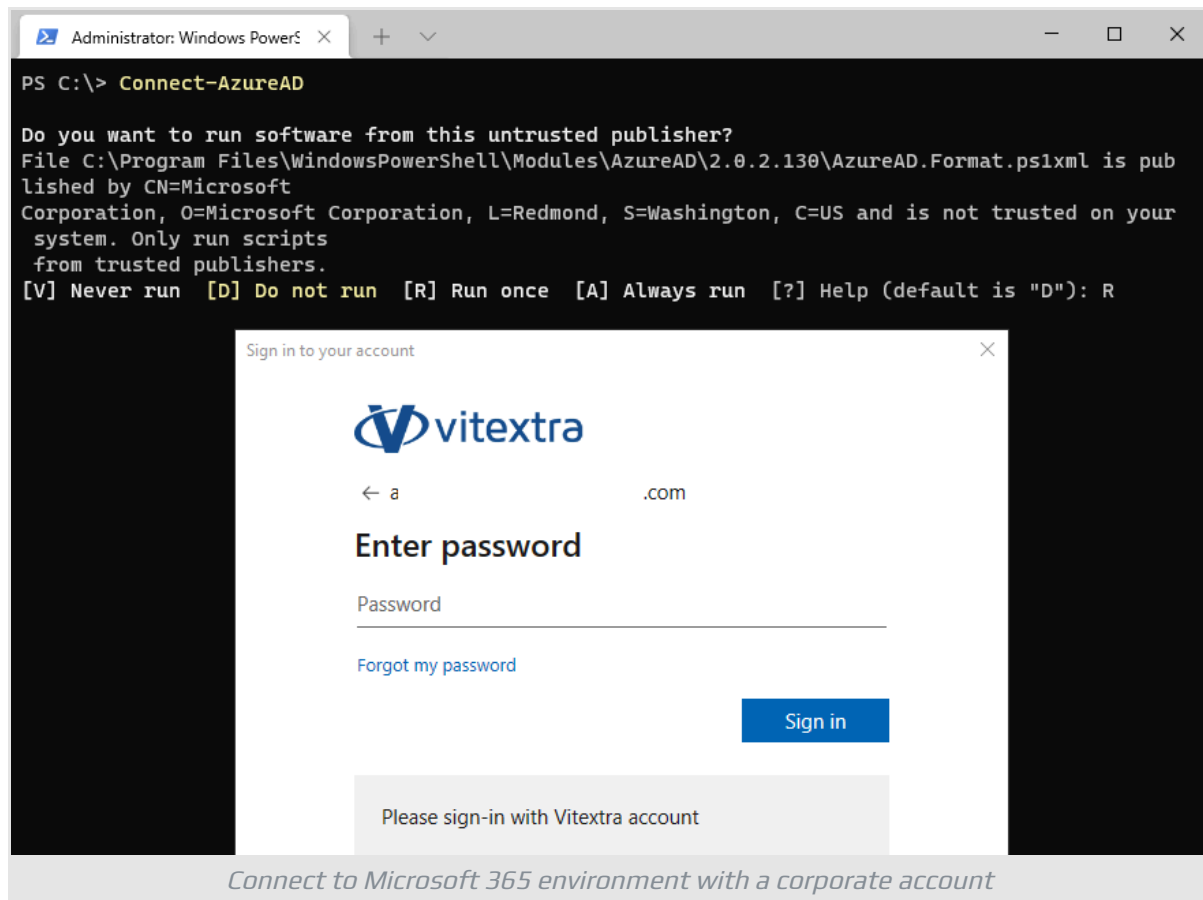 Administrator: Windows PowerS
PS C:\> Connect-AzureAD
Do you want to run software from this untrusted publisher?
File C:\Program Files\WindowsPowerShell\Modules\AzureAD\2.0.2.130\AzureAD.Format.ps1xml is pub
lished by CN=Microsoft
Corporation, O=Microsoft Corporation, L=Redmond, S=Washington, C=US and is not trusted on your
system. Only run scripts
from trusted publishers.
[V] Never run  [D] Do not run  [R] Run once  [A] Always run  [?] Help (default is "D"): R
Sign in to your account
vitextra
← a .com
Enter password
Password
Forgot my password
Sign in
Please sign-in with Vitextra account
Connect to Microsoft 365 environment with a corporate account